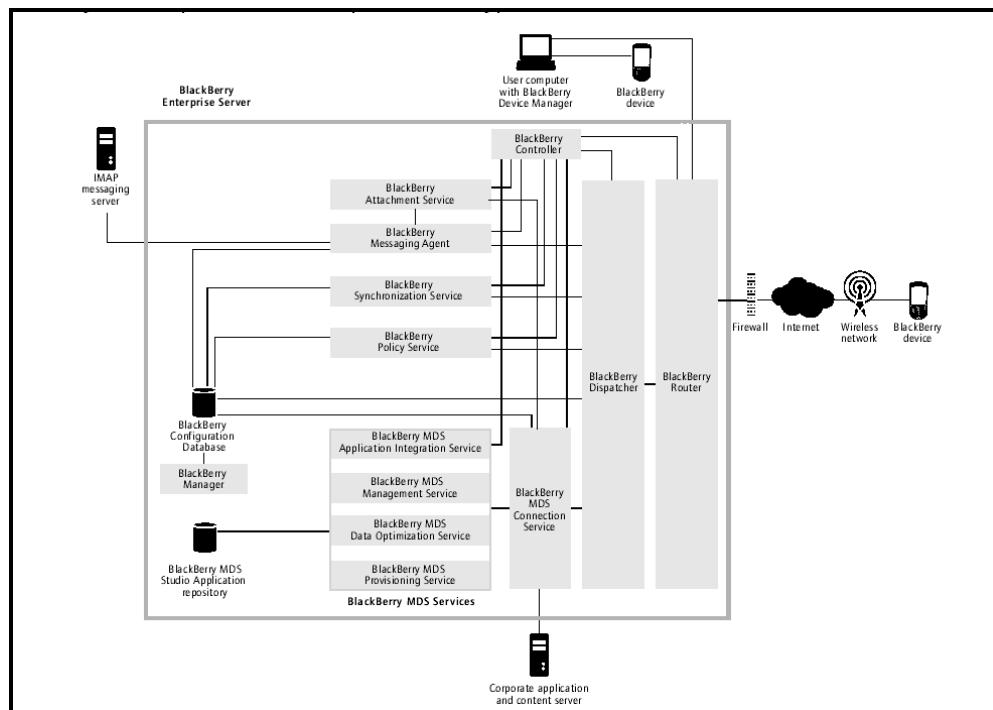 User computer
with BlackBerry
Device Manager
BlackBerry
device
BlackBerry
Enterprise Server
IMAP
messaging
server
BlackBerry
Controller
BlackBerry
Attachment Service
BlackBerry
Messaging Agent
BlackBerry
Synchronization Service
BlackBerry
Policy Service
BlackBerry
Dispatcher
BlackBerry
Router
Firewall
Internet
Wireless
network
BlackBerry
device
BlackBerry
Configuration
Database
BlackBerry
Manager
BlackBerry MDS
Application Integration Service
BlackBerry MDS
Management Service
BlackBerry MDS
Data Optimization Service
BlackBerry MDS
Provisioning Service
BlackBerry MDS Services
BlackBerry
MDS
Connection
Service
BlackBerry MDS
Studio Application
repository
Corporate application
and content server